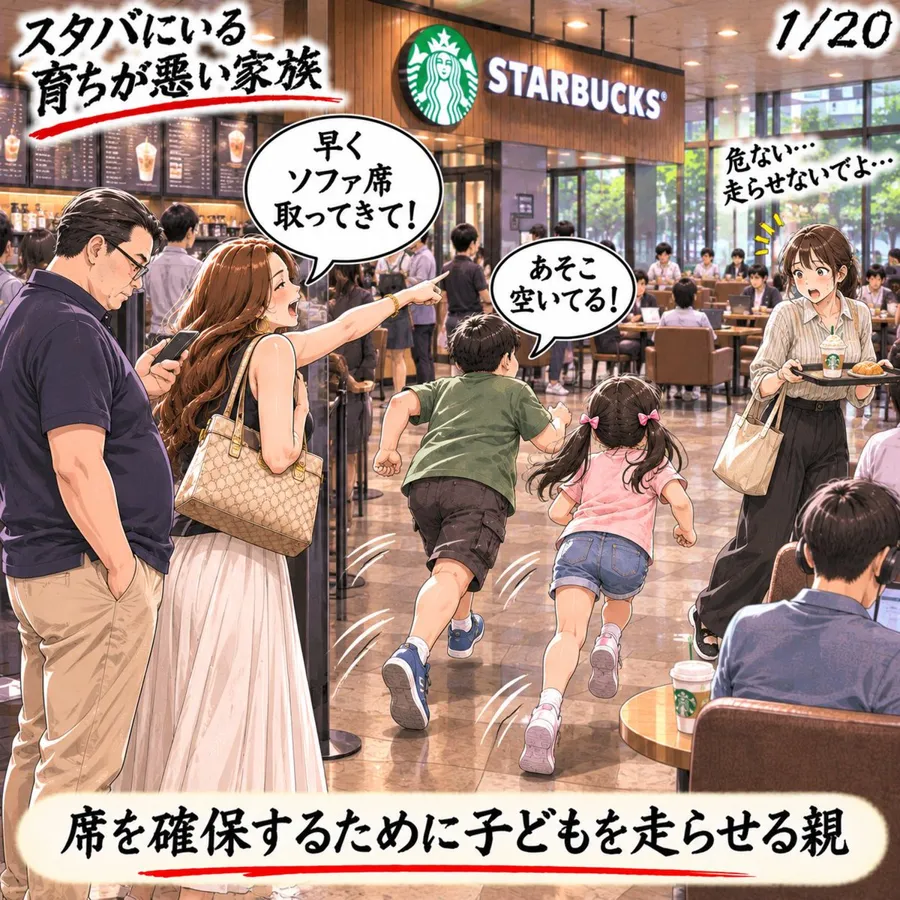 スタバにいる
育ちが悪い家族
1/20
STARBUCKS
早く
ソファ席
取ってきて!
あそこ
空いてる!
危ない…
走らせないでよ…
席を確保するために子どもを走らせる親